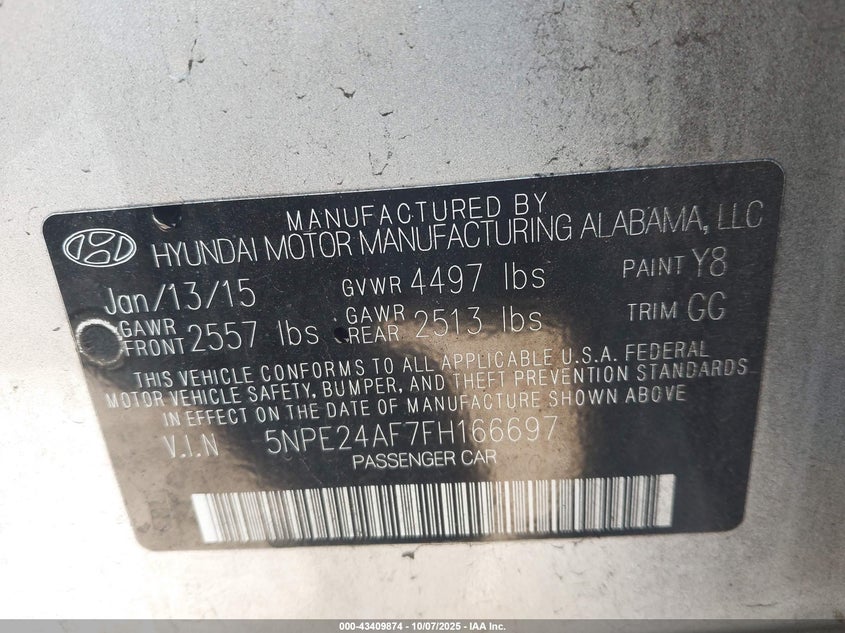 MANUFACTURED BY
HYUNDAI MOTOR MANUFACTURING ALABAMA, LLC
Jan/13/15 GVWR 4497 lbs PAINT Y8
GAWR FRONT 2557 lbs GAWR REAR 2513 lbs TRIM GG
THIS VEHICLE CONFORMS TO ALL APPLICABLE U.S.A. FEDERAL
MOTOR VEHICLE SAFETY, BUMPER, AND THEFT PREVENTION STANDARDS
IN EFFECT ON THE DATE OF MANUFACTURE SHOWN ABOVE
V.I.N 5NPE24AF7FH166697
PASSENGER CAR
000-43409874 | 10/07/2025 - IAA Inc.